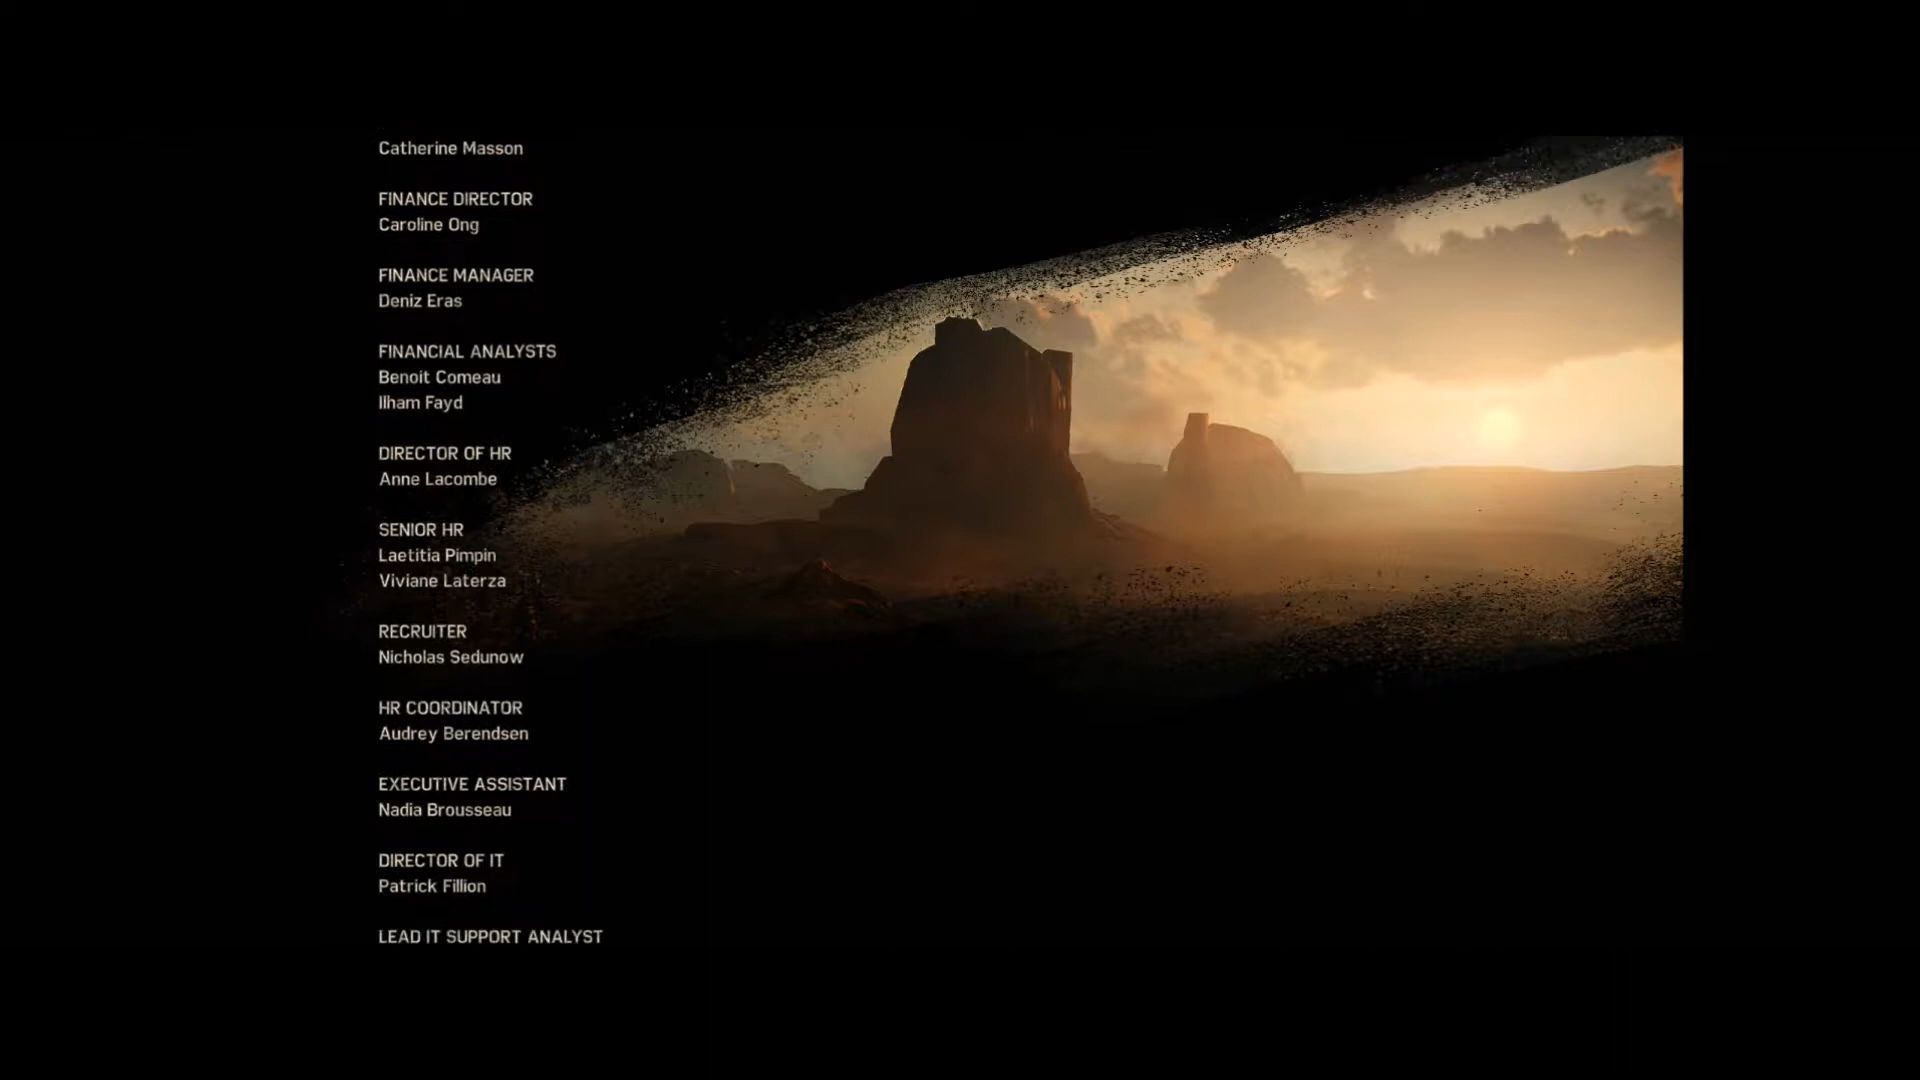 Catherine Masson
FINANCE DIRECTOR
Caroline Ong
FINANCE MANAGER
Deniz Eras
FINANCIAL ANALYSTS
Benoit Comeau
Ilham Fayd
DIRECTOR OF HR
Anne Lacombe
SENIOR HR
Laetitia Pimpin
Viviane Laterza
RECRUITER
Nicholas Sedunow
HR COORDINATOR
Audrey Berendsen
EXECUTIVE ASSISTANT
Nadia Brousseau
DIRECTOR OF IT
Patrick Fillion
LEAD IT SUPPORT ANALYST